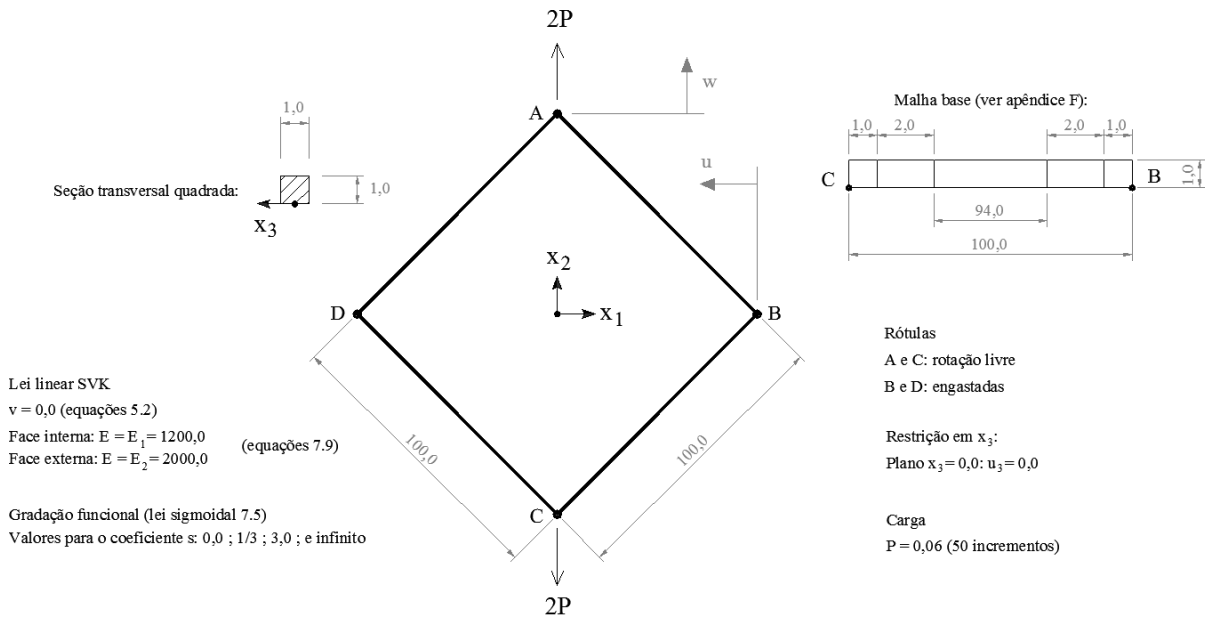 2P
A
w
u
1,0
Seção transversal quadrada:
1,0
x3
x2
x1
D
B
C
100,0
100,0
2P
Malha base (ver apêndice F):
1,0
2,0
2,0
1,0
C
B
1,0
94,0
100,0
Lei linear SVK
ν = 0,0 (equações 5.2)
Face interna: E = E1 = 1200,0
Face externa: E = E2 = 2000,0
(equações 7.9)
Gradação funcional (lei sigmoidal 7.5)
Valores para o coeficiente s: 0,0 ; 1/3 ; 3,0 ; e infinito
Rótulas
A e C: rotação livre
B e D: engastadas
Restrição em x3:
Plano x3 = 0,0: u3 = 0,0
Carga
P = 0,06 (50 incrementos)